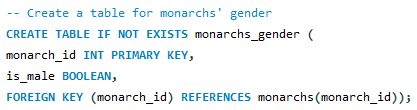 -- Create a table for monarchs' gender
CREATE TABLE IF NOT EXISTS monarchs_gender (
monarch_id INT PRIMARY KEY,
is_male BOOLEAN,
FOREIGN KEY (monarch_id) REFERENCES monarchs(monarch_id));